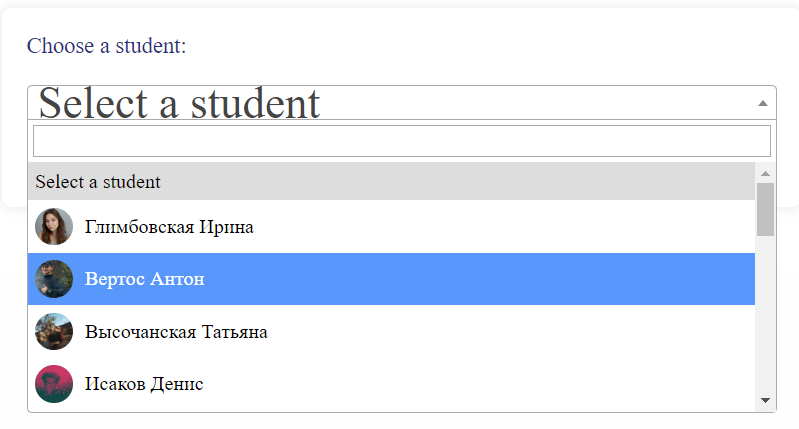 Choose a student:
Select a student
Select a student
Глимбовская Ирина
Вертос Антон
Высочанская Татьяна
Исаков Денис